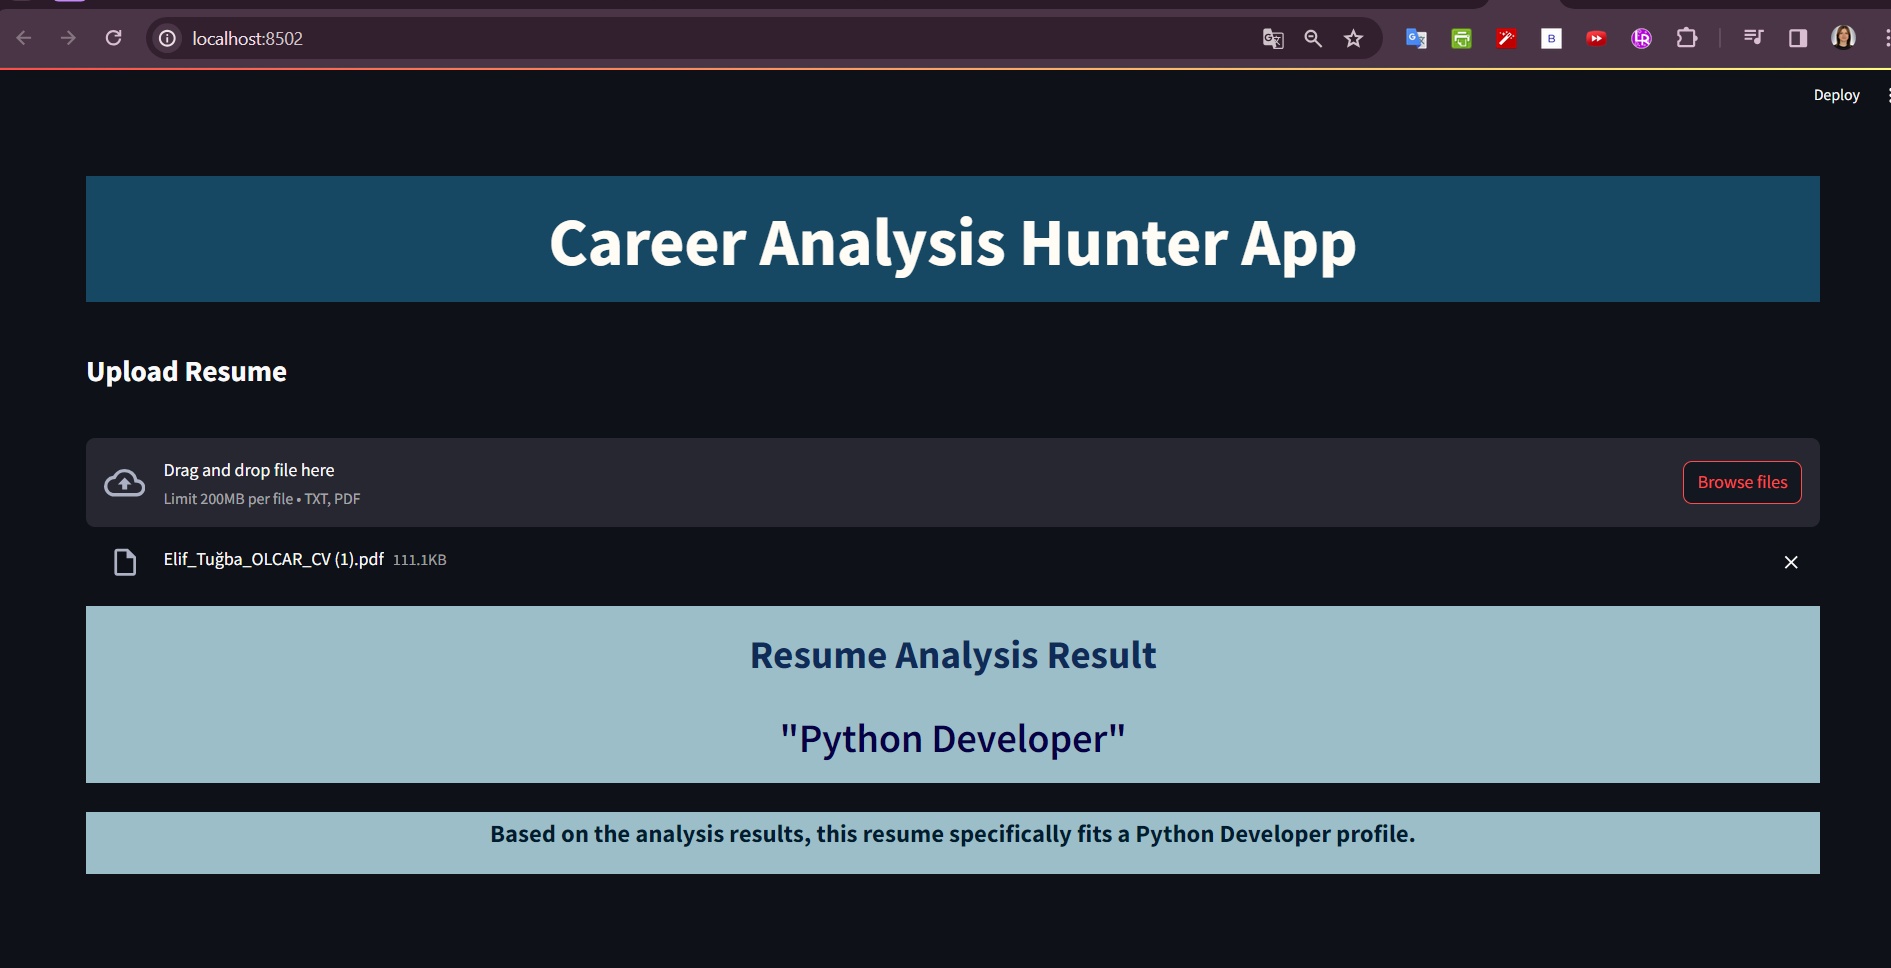 localhost:8502
Deploy
Career Analysis Hunter App
Upload Resume
Drag and drop file here
Limit 200MB per file • TXT, PDF
Browse files
Elif_Tuğba_OLCAR_CV (1).pdf 111.1KB
Resume Analysis Result
"Python Developer"
Based on the analysis results, this resume specifically fits a Python Developer profile.